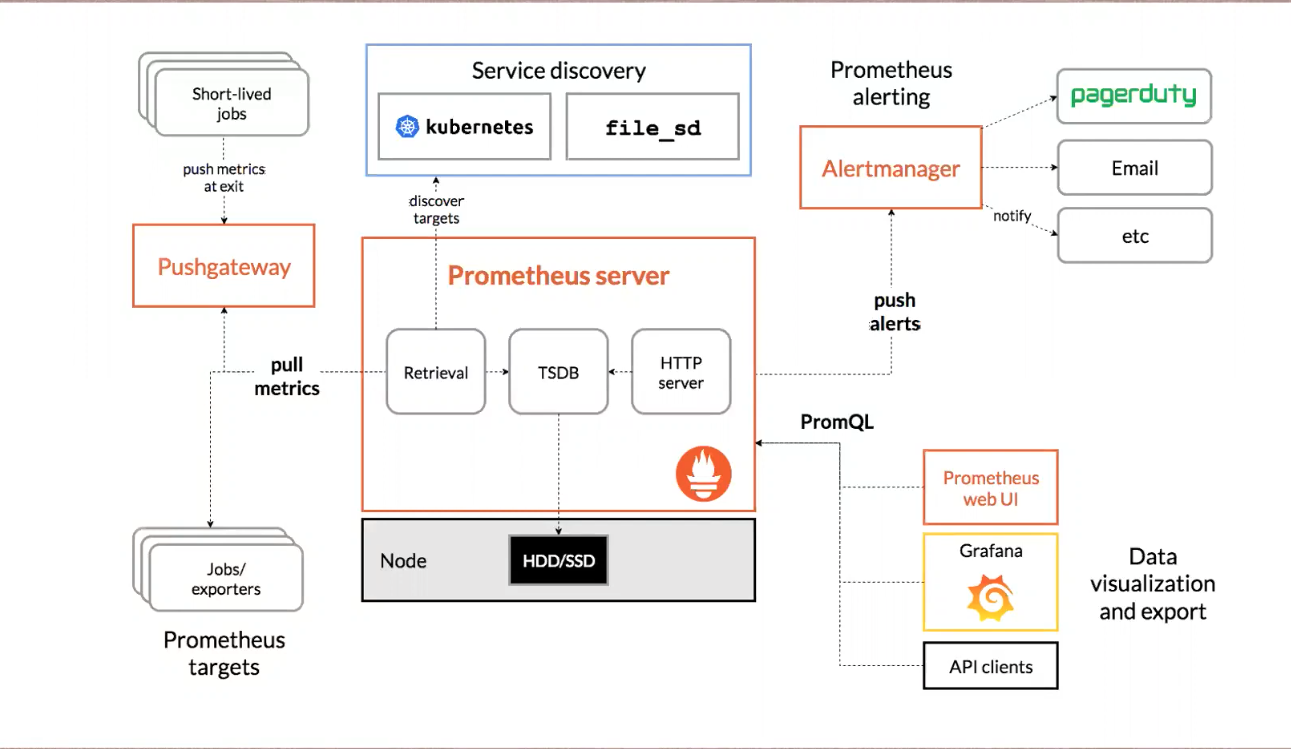 Short-lived
jobs
push metrics
at exit
Pushgateway
Service discovery
kubernetes
file_sd
discover
targets
Prometheus
alerting
Alertmanager
pagerduty
Email
notify
etc
Prometheus server
Retrieval
TSDB
HTTP
server
pull
metrics
push
alerts
PromQL
Node
HDD/SSD
Jobs/
exporters
Prometheus
targets
Prometheus
web UI
Grafana
API clients
Data
visualization
and export